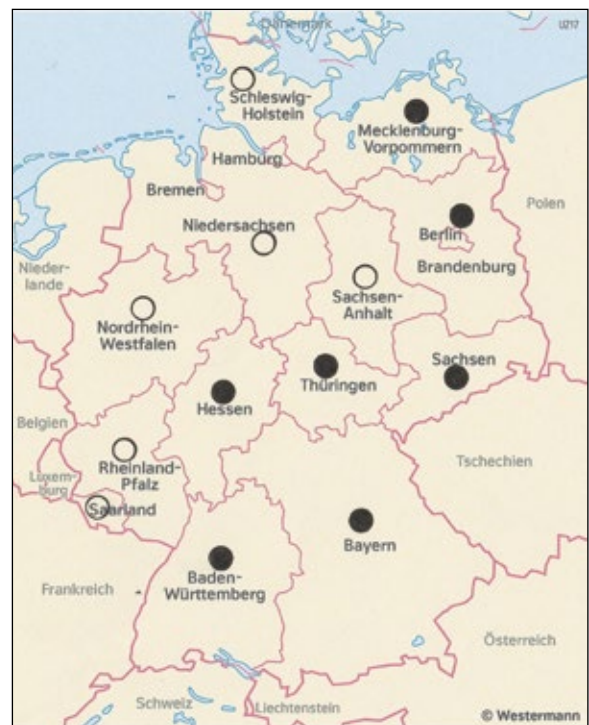 Dänemark
U217
Schleswig-
Holstein
Mecklenburg-
Vorpommern
Hamburg
Bremen
Polen
Niedersachsen
Berlin
Nieder-
lande
Brandenburg
Sachsen-
Anhalt
Nordrhein-
Westfalen
Sachsen
Thüringen
Hessen
Belgien
Rheinland-
Pfalz
Tschechien
Luxem-
burg
Saarland
Bayern
Baden-
Württemberg
Frankreich
Österreich
Schweiz
Liechtenstein
© Westermann